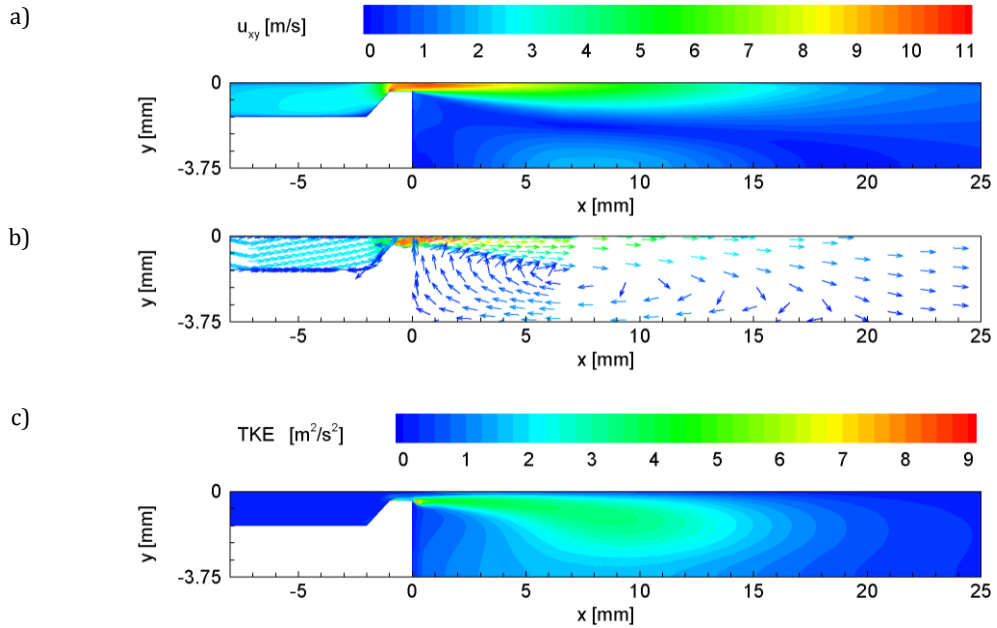 a)
u_xy [m/s]
0 1 2 3 4 5 6 7 8 9 10 11
y [mm]
0
-3.75
-5 0 5 10 15 20 25
x [mm]
b)
y [mm]
0
-3.75
-5 0 5 10 15 20 25
x [mm]
c)
TKE [m²/s²]
0 1 2 3 4 5 6 7 8 9
y [mm]
0
-3.75
-5 0 5 10 15 20 25
x [mm]